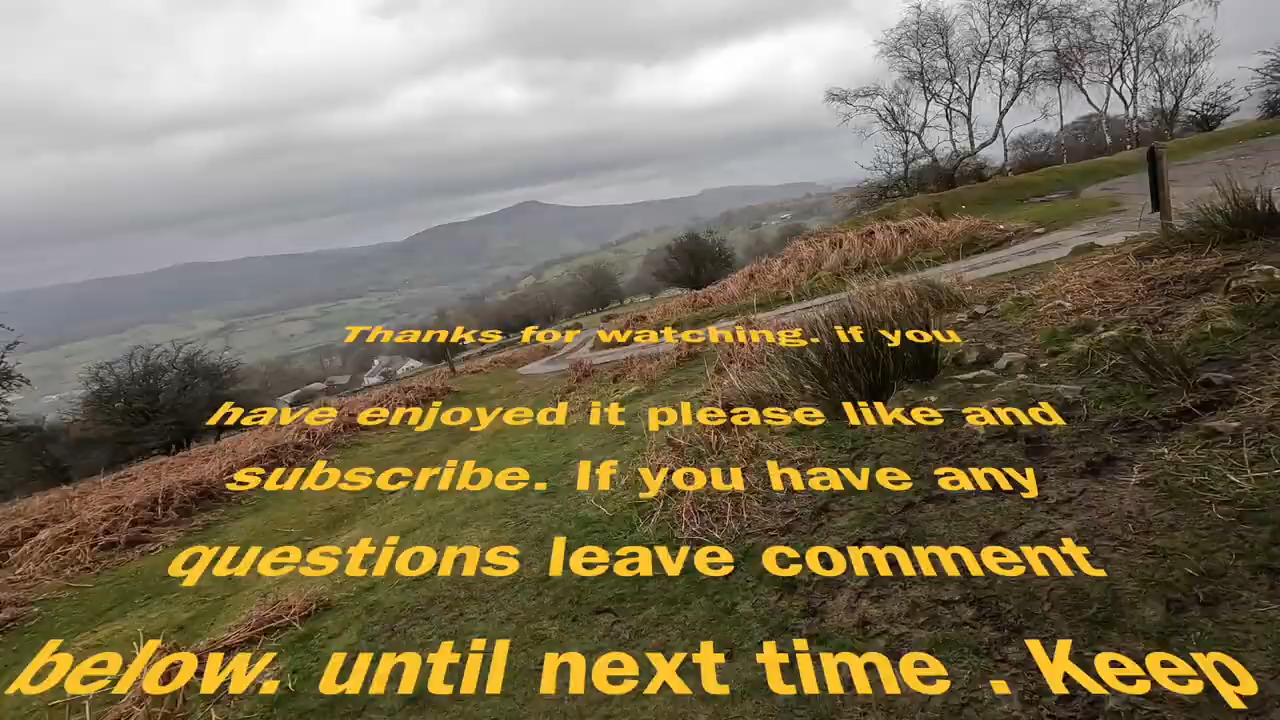 Thanks for watching. if you
have enjoyed it please like and
subscribe. If you have any
questions leave comment
below. until next time . Keep